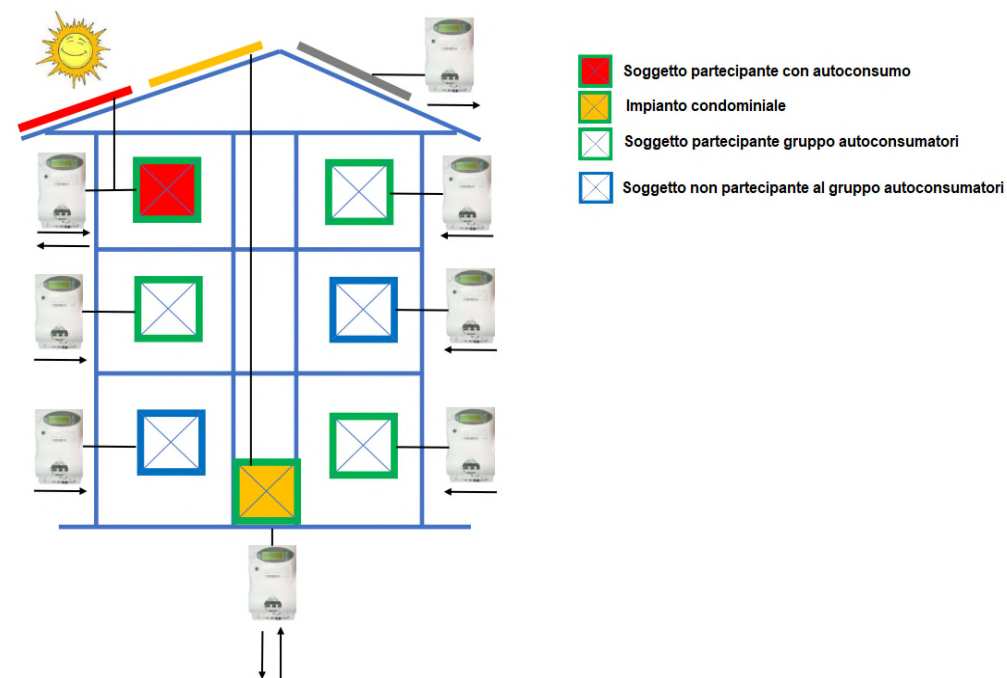 Soggetto partecipante con autoconsumo
Impianto condominiale
Soggetto partecipante gruppo autoconsumatori
Soggetto non partecipante al gruppo autoconsumatori